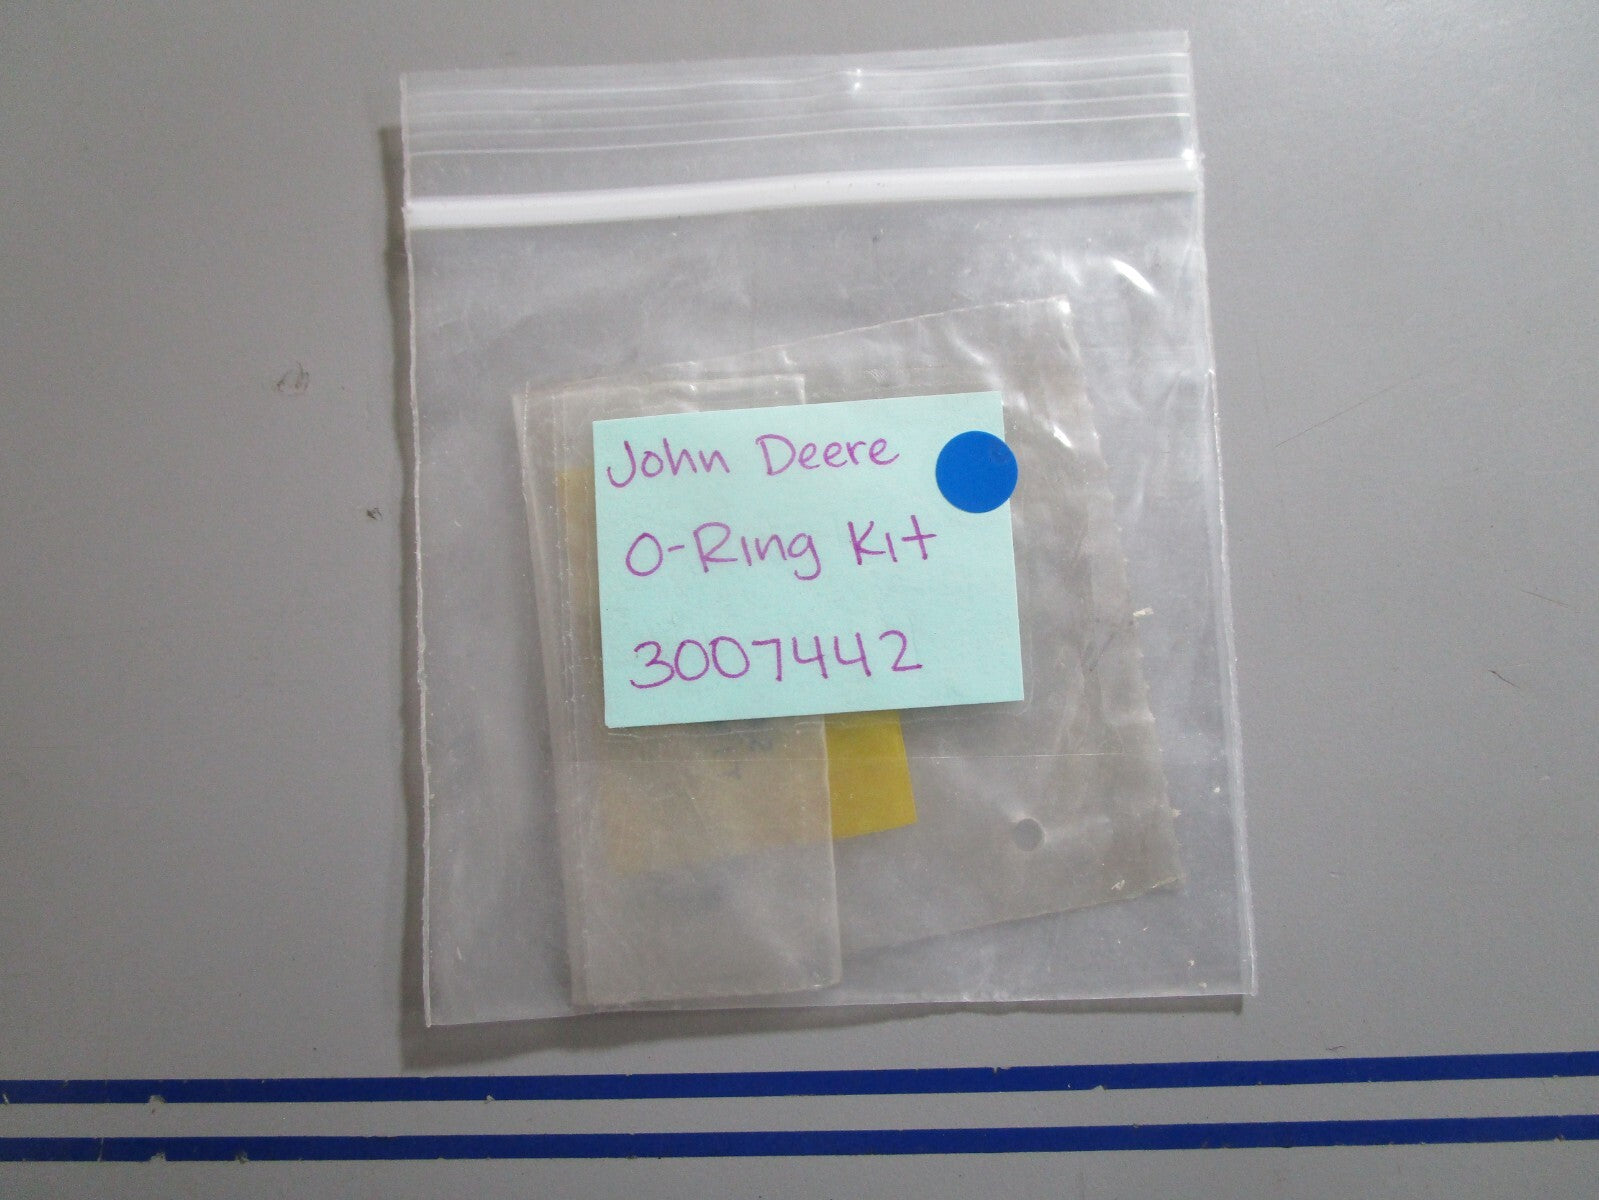 John Deere
O-Ring Kit
3007442